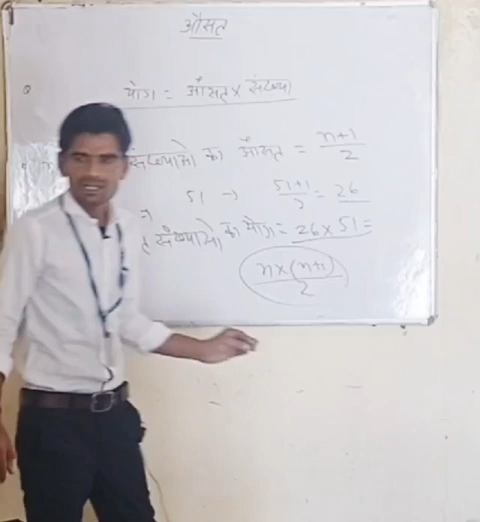 औसत
योग = औसत × संख्या
संख्याओ का औसत = n+1/2
51 → 51+1/2 = 26
संख्याओ का योग = 26 × 51 =
n×(n+1)/2